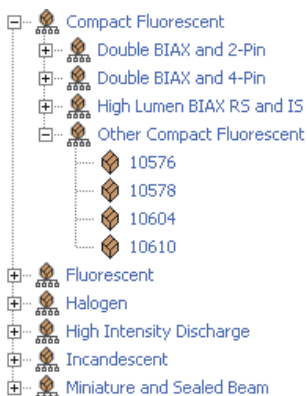 Compact Fluorescent
Double BIAX and 2-Pin
Double BIAX and 4-Pin
High Lumen BIAX RS and IS
Other Compact Fluorescent
10576
10578
10604
10610
Fluorescent
Halogen
High Intensity Discharge
Incandescent
Miniature and Sealed Beam